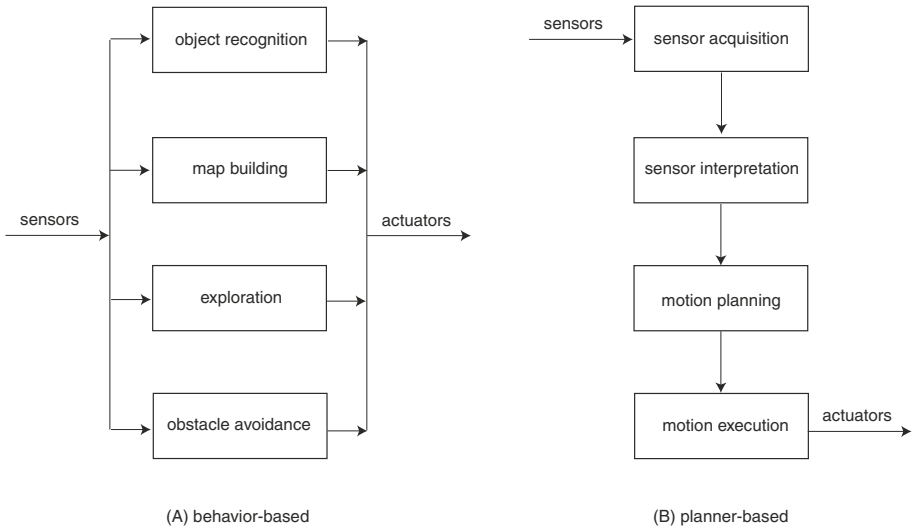 object recognition
map building
sensors
actuators
exploration
obstacle avoidance
(A) behavior-based
sensors
sensor acquisition
sensor interpretation
motion planning
motion execution
actuators
(B) planner-based